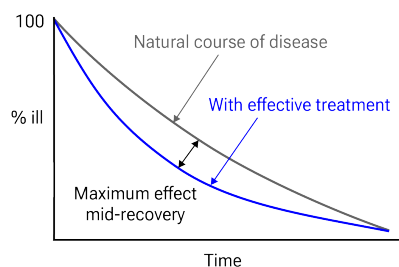 100
Natural course of disease
With effective treatment
% ill
Maximum effect
mid-recovery
Time